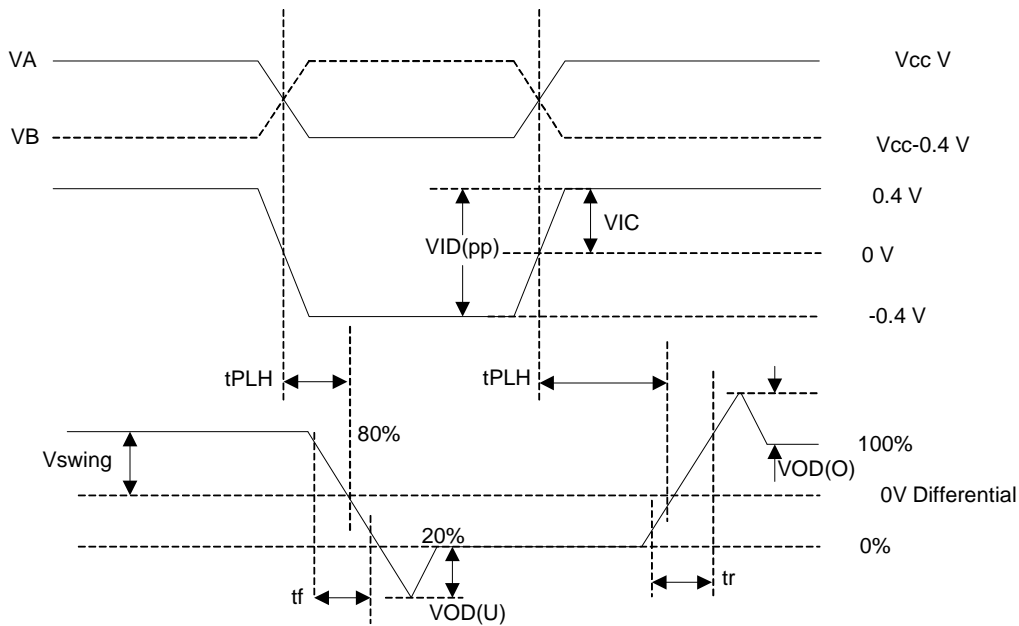 VA
Vcc V
VB
Vcc-0.4 V
0.4 V
VIC
VID(pp)
0 V
-0.4 V
tPLH
tPLH
80%
100%
Vswing
VOD(O)
0V Differential
20%
0%
tr
tf
VOD(U)